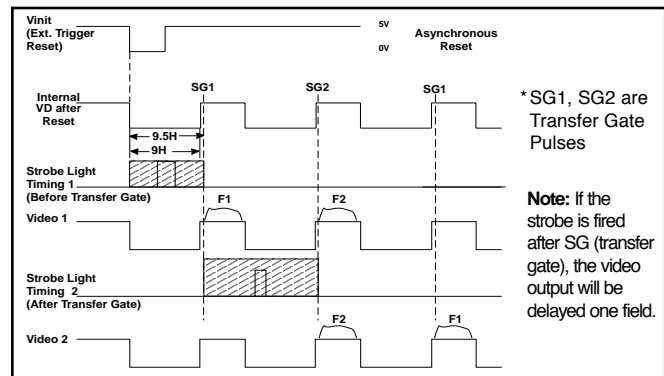 Vinit
(Ext. Trigger
Reset)
5V
0V
Asynchronous
Reset
SG1
SG2
SG1
Internal
VD after
Reset
9.5H
9H
Strobe Light
Timing 1
(Before Transfer Gate)
F1
F2
Video 1
Strobe Light
Timing 2
(After Transfer Gate)
F2
F1
Video 2
*SG1, SG2 are
Transfer Gate
Pulses
Note: If the
strobe is fired
after SG (transfer
gate), the video
output will be
delayed one field.